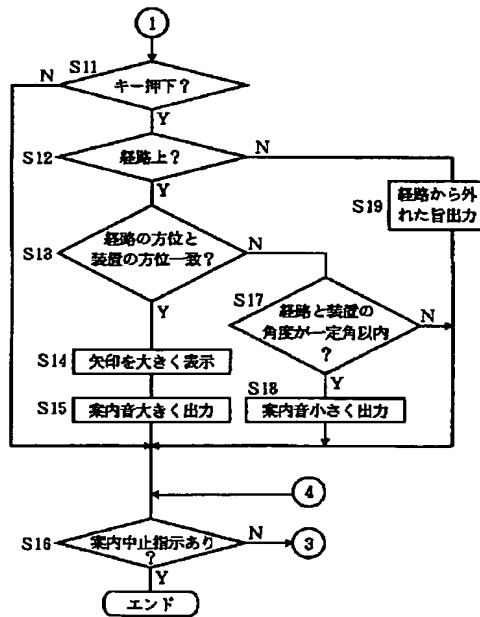 1
S11
N
キー押下?
Y
S12
経路上?
N
Y
S19
経路から外
れた旨出力
S13
経路の方位と
装置の方位一致?
N
Y
S17
経路と装置の
角度が一定角以内
?
N
Y
S14
矢印を大きく表示
S18
S15
案内音大きく出力
案内音小さく出力
4
S16
案内中止指示あり
?
N
3
Y
エンド